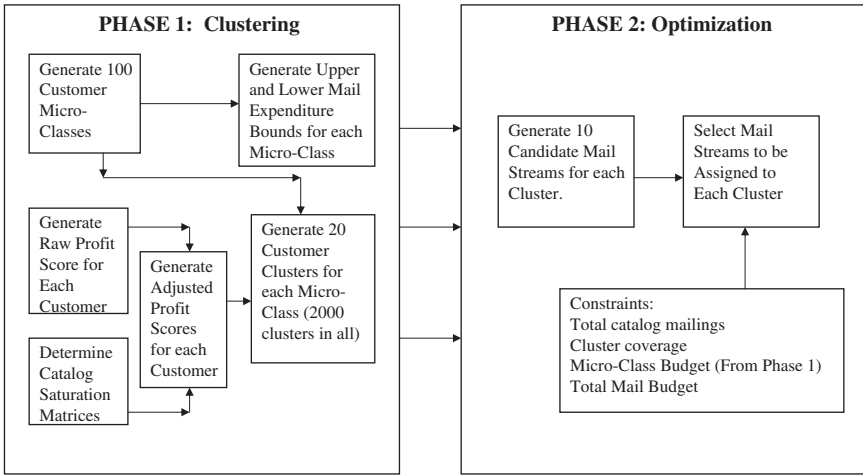 PHASE 1: Clustering
Generate 100
Customer
Micro-
Classes
Generate Upper
and Lower Mail
Expenditure
Bounds for each
Micro-Class
Generate
Raw Profit
Score for
Each
Customer
Generate
Adjusted
Profit
Scores
for each
Customer
Generate 20
Customer
Clusters for
each Micro-
Class (2000
clusters in all)
Determine
Catalog
Saturation
Matrices
PHASE 2: Optimization
Generate 10
Candidate Mail
Streams for each
Cluster.
Select Mail
Streams to be
Assigned to
Each Cluster
Constraints:
Total catalog mailings
Cluster coverage
Micro-Class Budget (From Phase 1)
Total Mail Budget